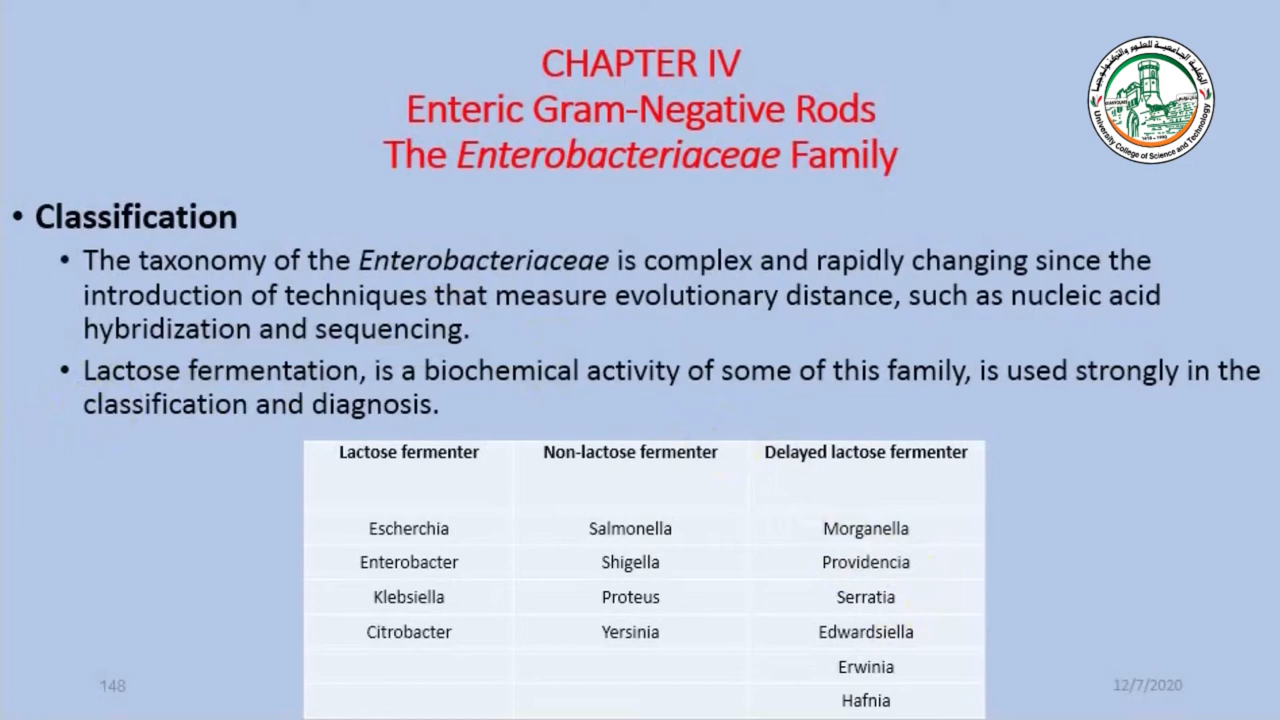 CHAPTER IV
Enteric Gram-Negative Rods
The Enterobacteriaceae Family
الكلية الجامعية للعلوم والتكنولوجيا
University College of Science and Technology
• Classification
• The taxonomy of the Enterobacteriaceae is complex and rapidly changing since the
introduction of techniques that measure evolutionary distance, such as nucleic acid
hybridization and sequencing.
• Lactose fermentation, is a biochemical activity of some of this family, is used strongly in the
classification and diagnosis.
Lactose fermenter Non-lactose fermenter Delayed lactose fermenter
Escherchia Salmonella Morganella
Enterobacter Shigella Providencia
Klebsiella Proteus Serratia
Citrobacter Yersinia Edwardsiella
Erwinia
Hafnia
148
12/7/2020